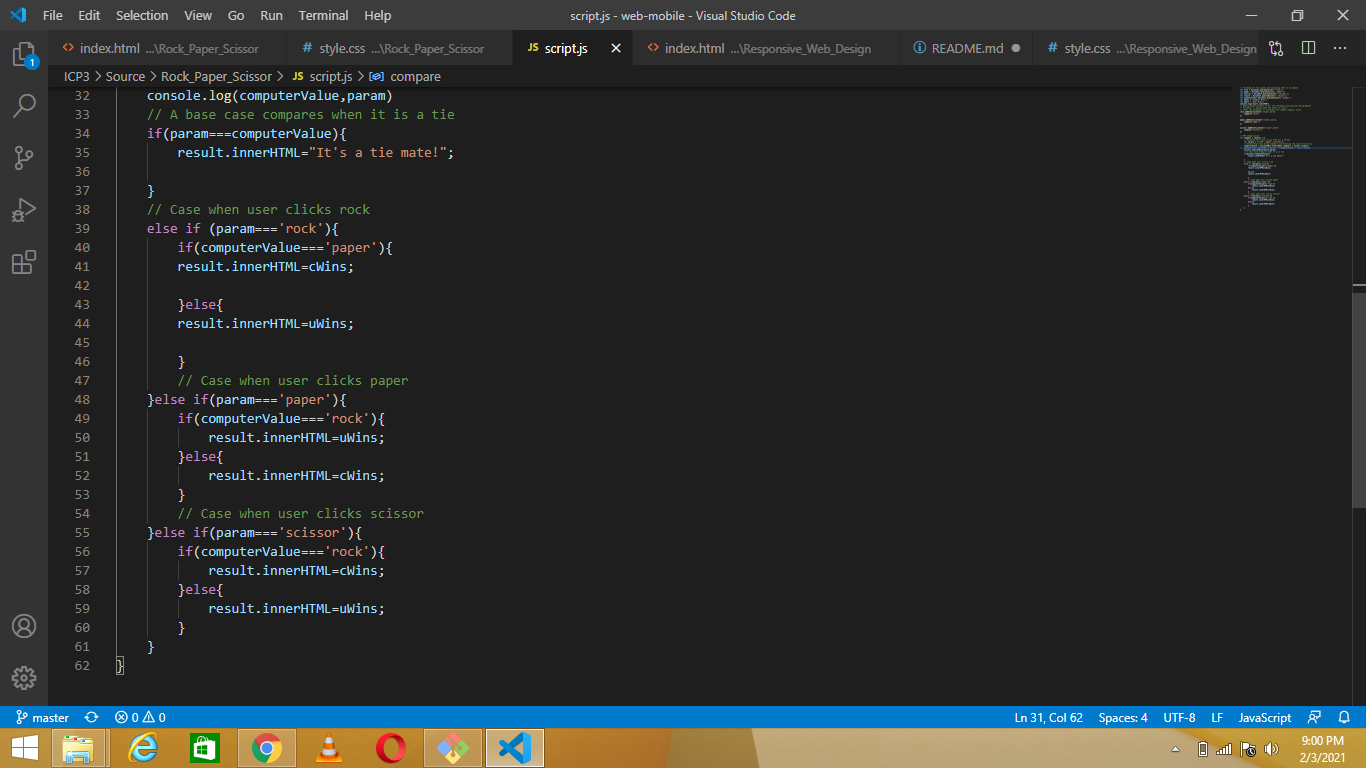 File Edit Selection View Go Run Terminal Help script.js - web-mobile - Visual Studio Code
index.html ...\Rock_Paper_Scissor # style.css ...\Rock_Paper_Scissor JS script.js index.html ...\Responsive_Web_Design README.md # style.css ...\Responsive_Web_Design
1
ICP3 > Source > Rock_Paper_Scissor > JS script.js > compare
32 console.log(computerValue,param)
33 // A base case compares when it is a tie
34 if(param===computerValue){
35 result.innerHTML="It's a tie mate!";
36
37 }
38 // Case when user clicks rock
39 else if (param==='rock'){
40 if(computerValue==='paper'){
41 result.innerHTML=cWins;
42
43 }else{
44 result.innerHTML=uWins;
45
46 }
47 // Case when user clicks paper
48 }else if(param==='paper'){
49 if(computerValue==='rock'){
50 result.innerHTML=uWins;
51 }else{
52 result.innerHTML=cWins;
53 }
54 // Case when user clicks scissor
55 }else if(param==='scissor'){
56 if(computerValue==='rock'){
57 result.innerHTML=cWins;
58 }else{
59 result.innerHTML=uWins;
60 }
61 }
62 }
master 0 0 Ln 31, Col 62 Spaces: 4 UTF-8 LF JavaScript
9:00 PM
2/3/2021